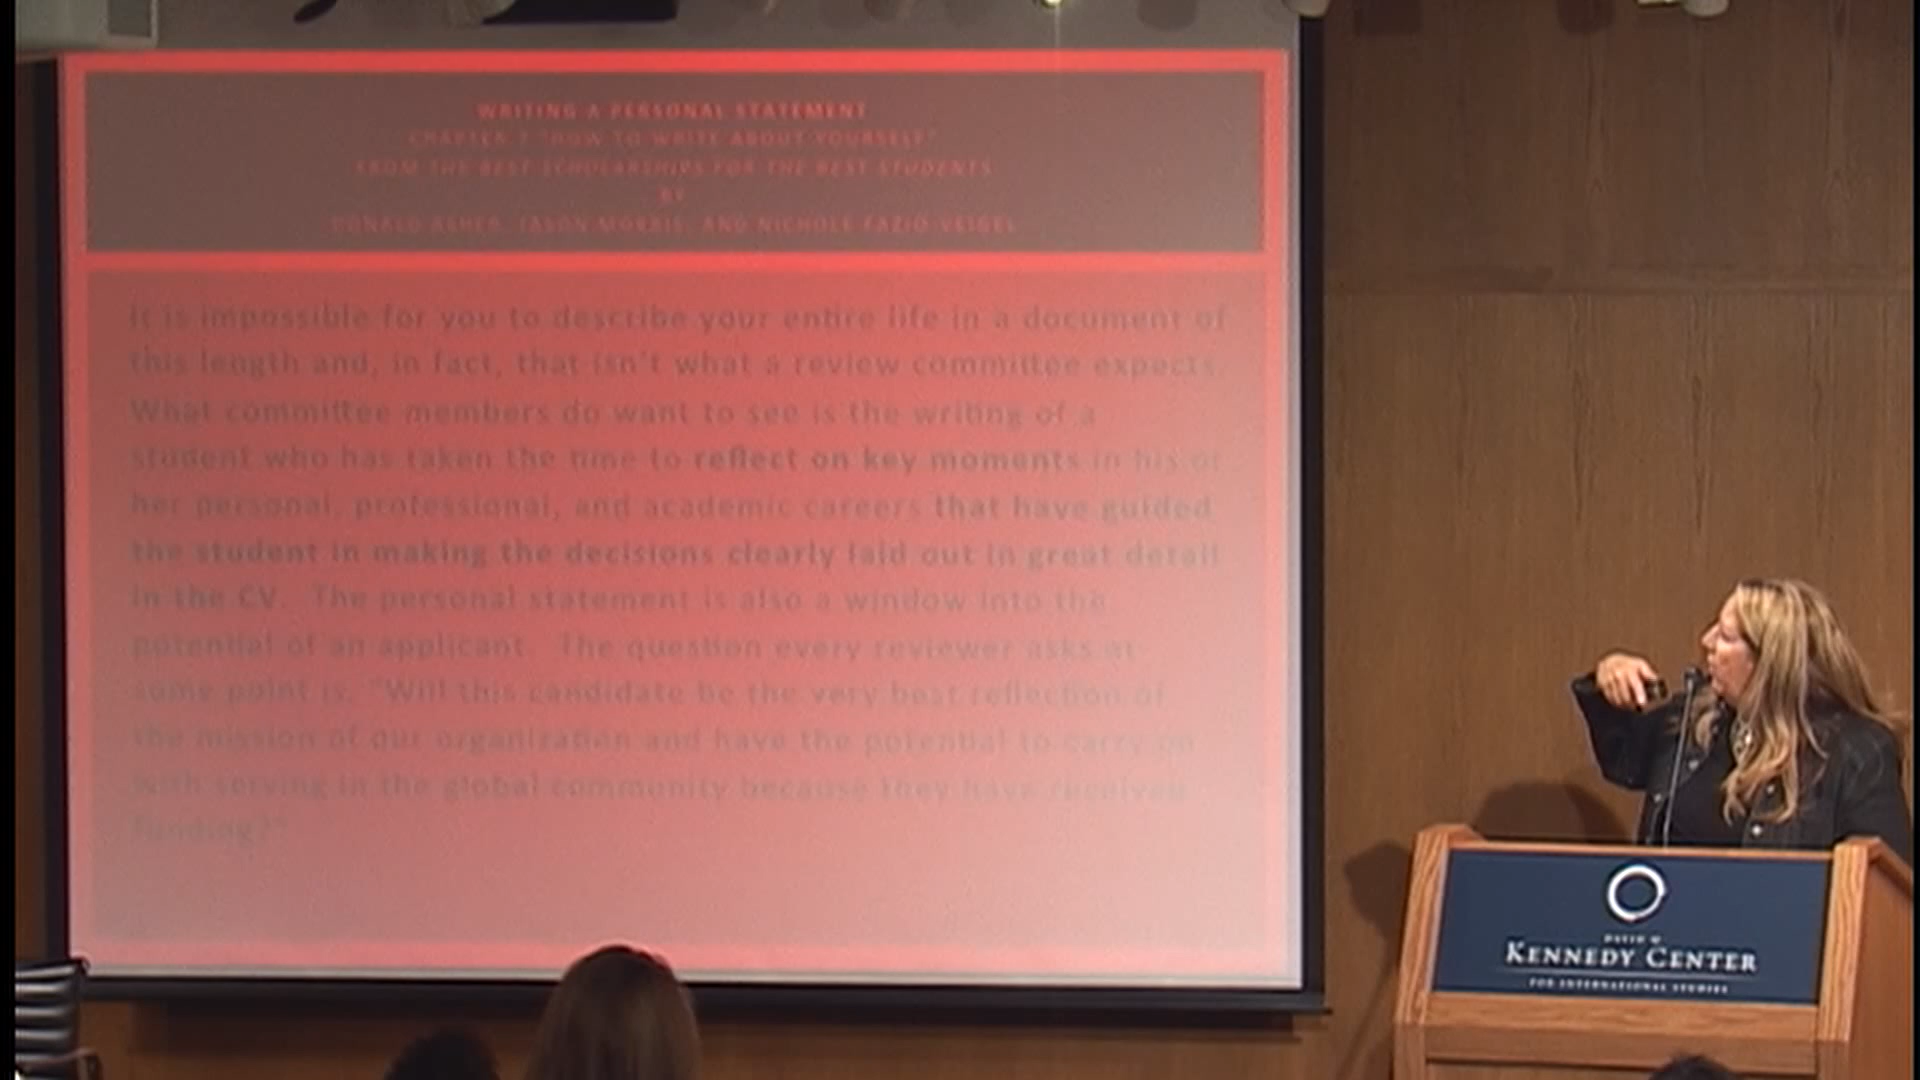 WRITING A PERSONAL STATEMENT
CHAPTER 7 "HOW TO WRITE ABOUT YOURSELF"
FROM THE BEST SCHOLARSHIPS FOR THE BEST STUDENTS
BY
DONALD ASHER, JASON MORRIS, AND NICHOLE FAZIO-VEIGEL
It is impossible for you to describe your entire life in a document of
this length and, in fact, that isn't what a review committee expects.
What committee members do want to see is the writing of a
student who has taken the time to reflect on key moments in his or
her personal, professional, and academic careers that have guided
the student in making the decisions clearly laid out in great detail
in the CV. The personal statement is also a window into the
potential of an applicant. The question every reviewer asks at
some point is, "Will this candidate be the very best reflection of
the mission of our organization and have the potential to carry on
with serving in the global community because they have received
funding?"
DAVID M.
KENNEDY CENTER
FOR INTERNATIONAL STUDIES